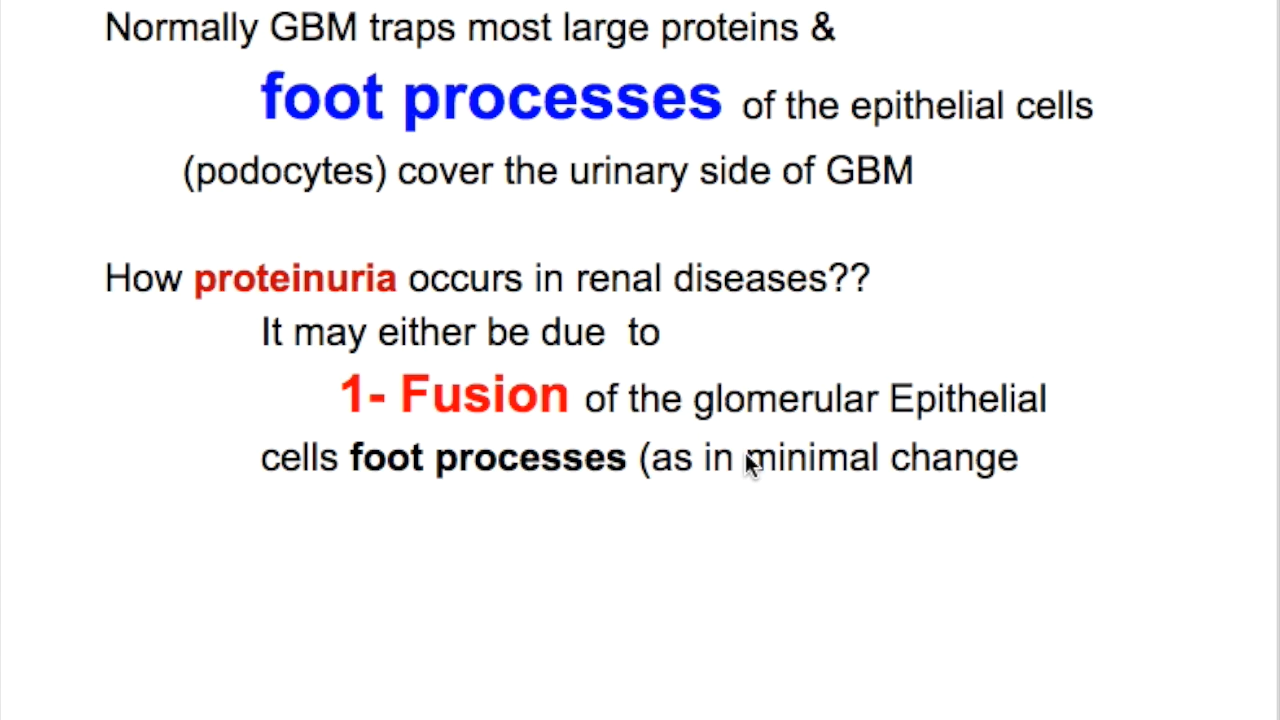 Normally GBM traps most large proteins &
foot processes of the epithelial cells
(podocytes) cover the urinary side of GBM
How proteinuria occurs in renal diseases??
It may either be due  to
1- Fusion of the glomerular Epithelial
cells foot processes (as in minimal change